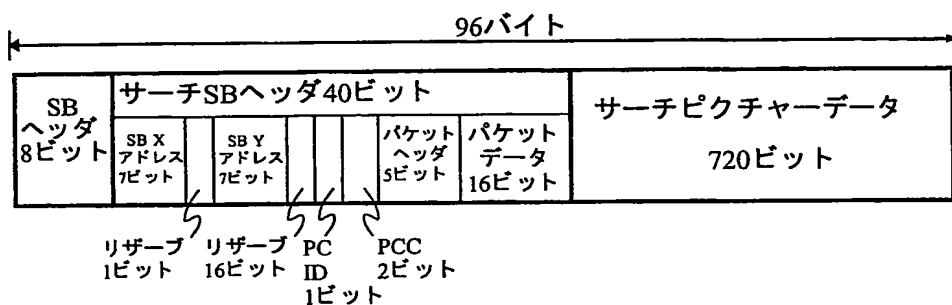 96バイト
SB
ヘッダ
8ビット
サーチSBヘッダ40ビット
SB X
アドレス
7ビット
SB Y
アドレス
7ビット
パケット
ヘッダ
5ビット
パケット
データ
16ビット
サーチピクチャーデータ
720ビット
リザーブ
1ビット
リザーブ
16ビット
PC
ID
1ビット
PCC
2ビット